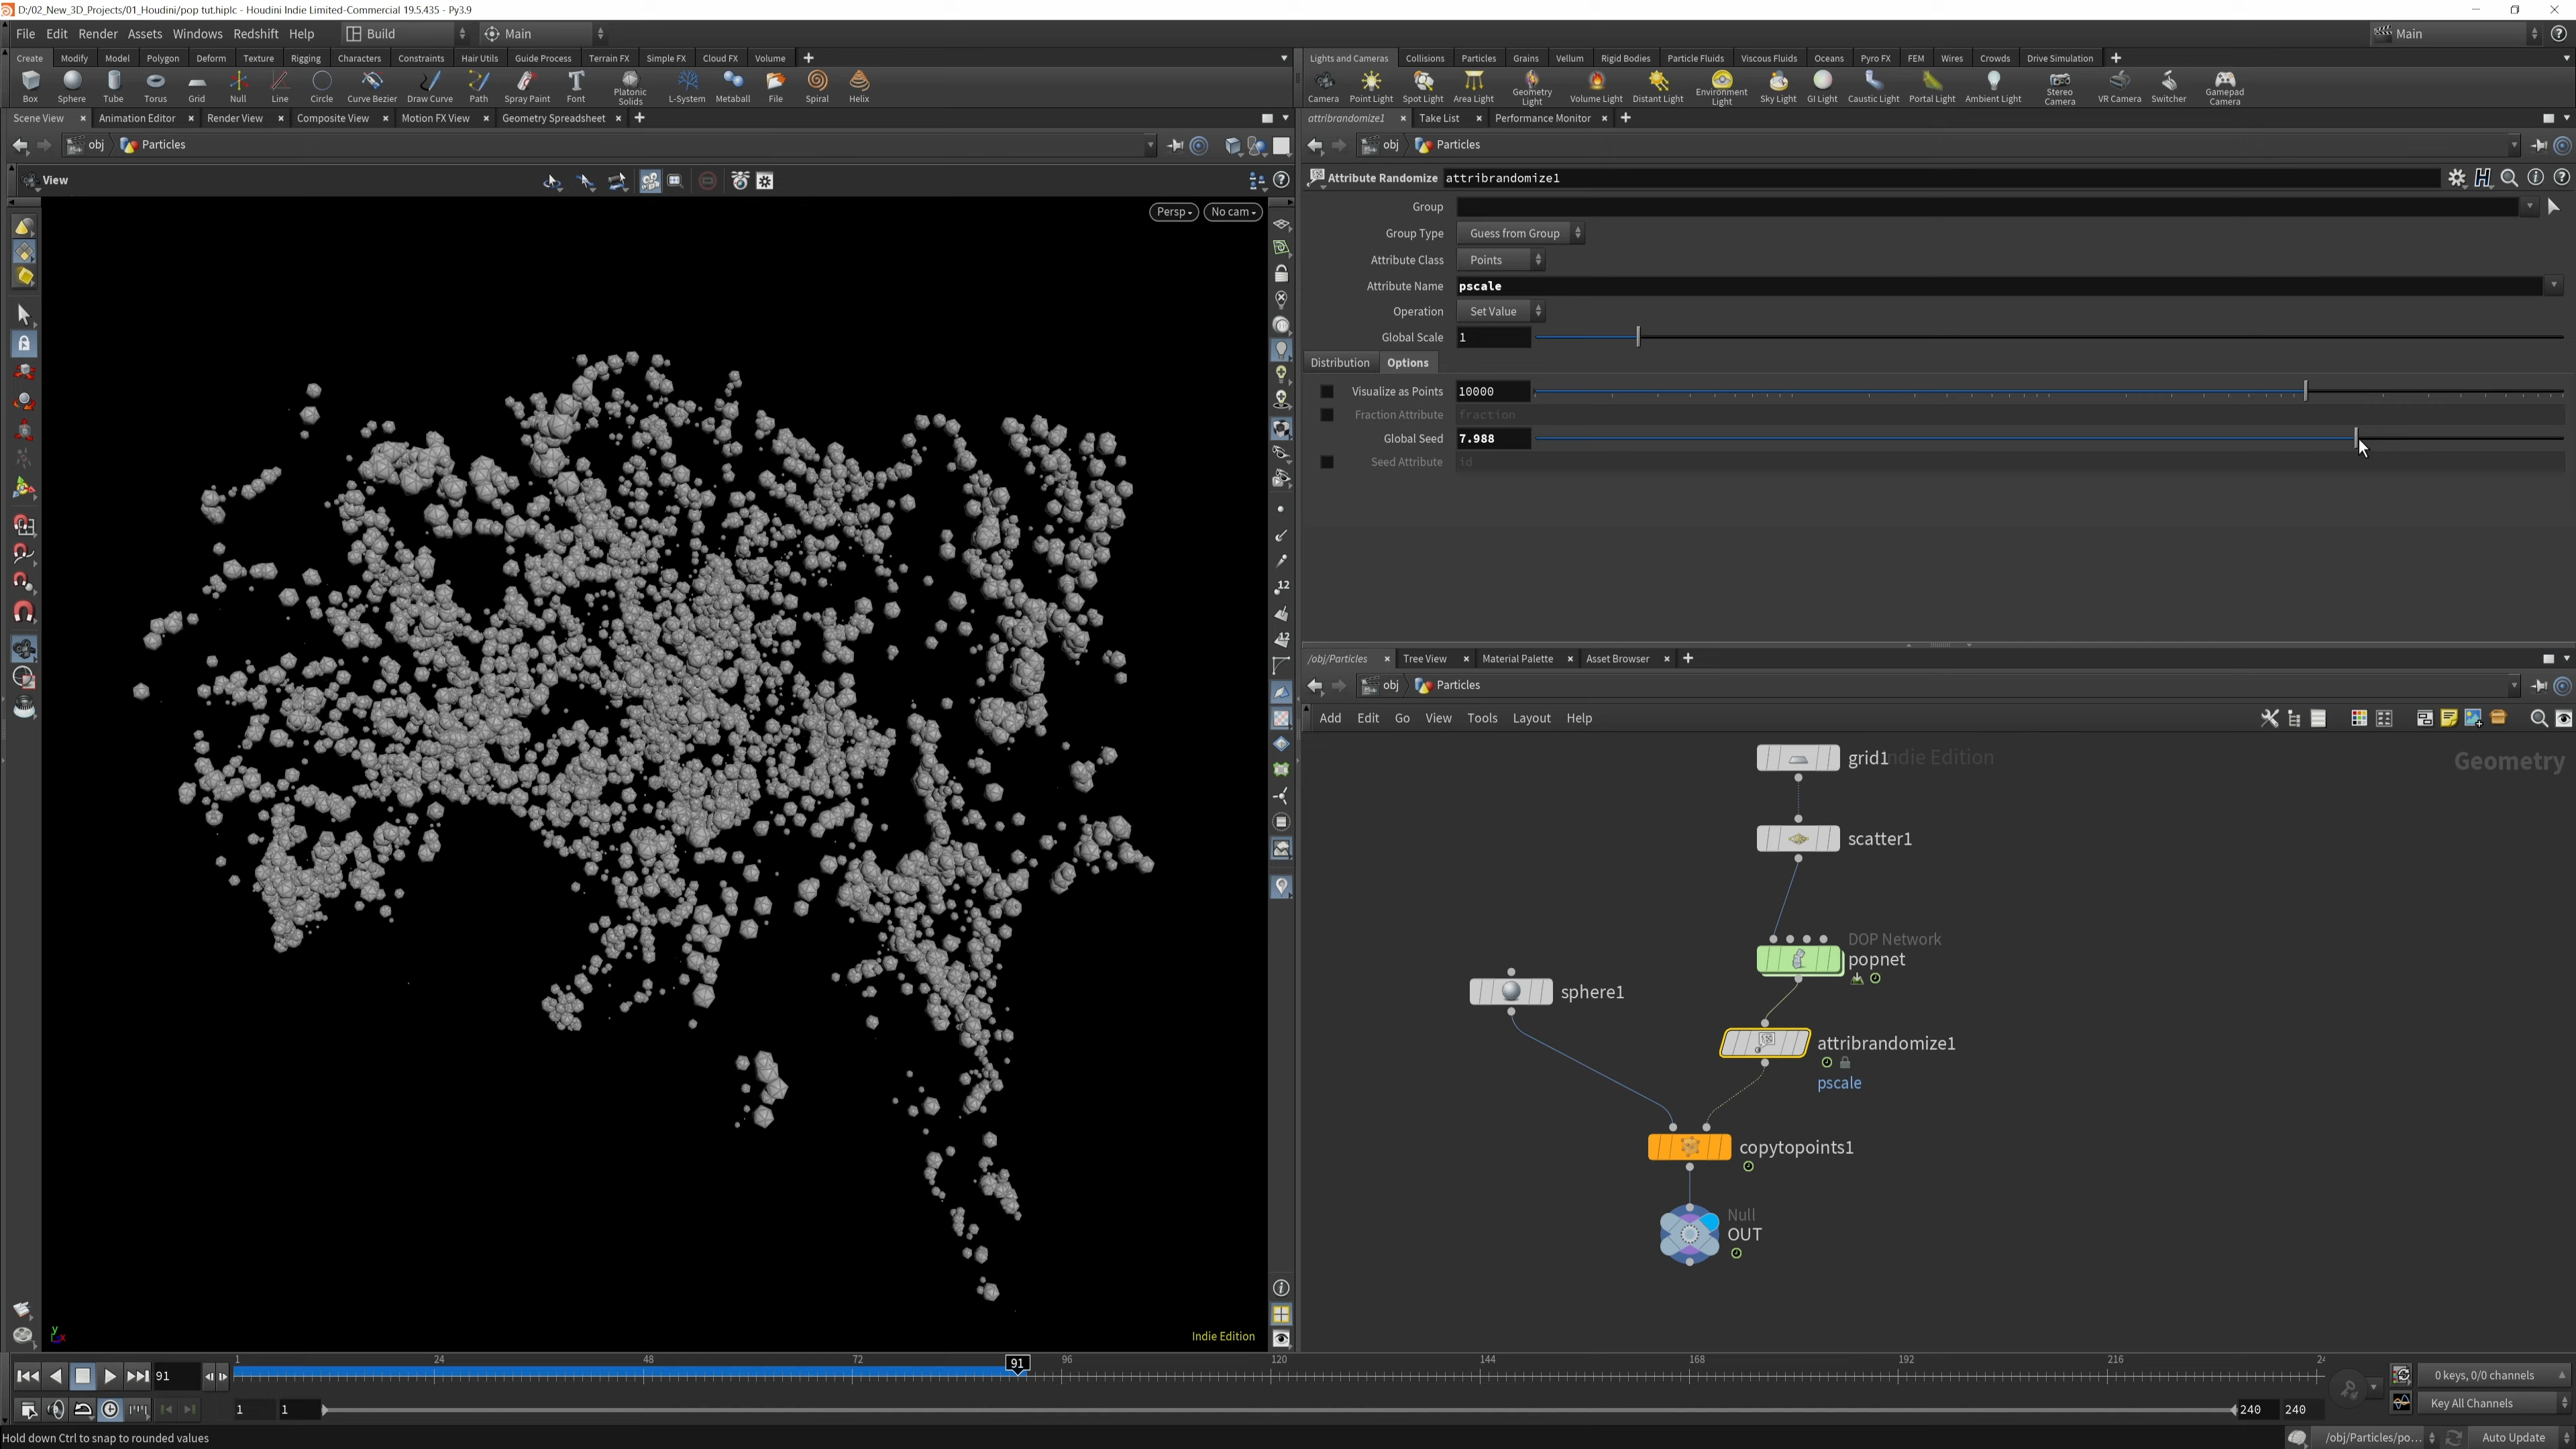 D:/02_New_3D_Projects/01_Houdini/pop tut.hiplc - Houdini Indie Limited-Commercial 19.5.435 - Py3.9
File Edit Render Assets Windows Redshift Help Build Main Main
Create Modify Model Polygon Deform Texture Rigging Characters Constraints Hair Utils Guide Process Terrain FX Simple FX Cloud FX Volume
Box Sphere Tube Torus Grid Null Line Circle Curve Bezier Draw Curve Path Spray Paint Font Platonic Solids L-System Metaball File Spiral Helix
Lights and Cameras Collisions Particles Grains Vellum Rigid Bodies Particle Fluids Viscous Fluids Oceans Pyro FX FEM Wires Crowds Drive Simulation
Camera Point Light Spot Light Area Light Geometry Light Volume Light Distant Light Environment Light Sky Light GI Light Caustic Light Portal Light Ambient Light Stereo Camera VR Camera Switcher Gamepad Camera
Scene View Animation Editor Render View Composite View Motion FX View Geometry Spreadsheet
obj Particles
View
Persp No cam
Indie Edition
12
12
y x
attribrandomize1 Take List Performance Monitor
obj Particles
Attribute Randomize attribrandomize1
Group
Group Type Guess from Group
Attribute Class Points
Attribute Name pscale
Operation Set Value
Global Scale 1
Distribution Options
Visualize as Points 10000
Fraction Attribute fraction
Global Seed 7.988
Seed Attribute id
/obj/Particles Tree View Material Palette Asset Browser
obj Particles
Add Edit Go View Tools Layout Help
Geometry
grid1
ndie Edition
scatter1
DOP Network
popnet
sphere1
attribrandomize1
pscale
copytopoints1
Null
OUT
91
1 24 48 72 91 96 120 144 168 192 216 24
0 keys, 0/0 channels
1 1 240 240
Key All Channels
Hold down Ctrl to snap to rounded values
/obj/Particles/po... Auto Update